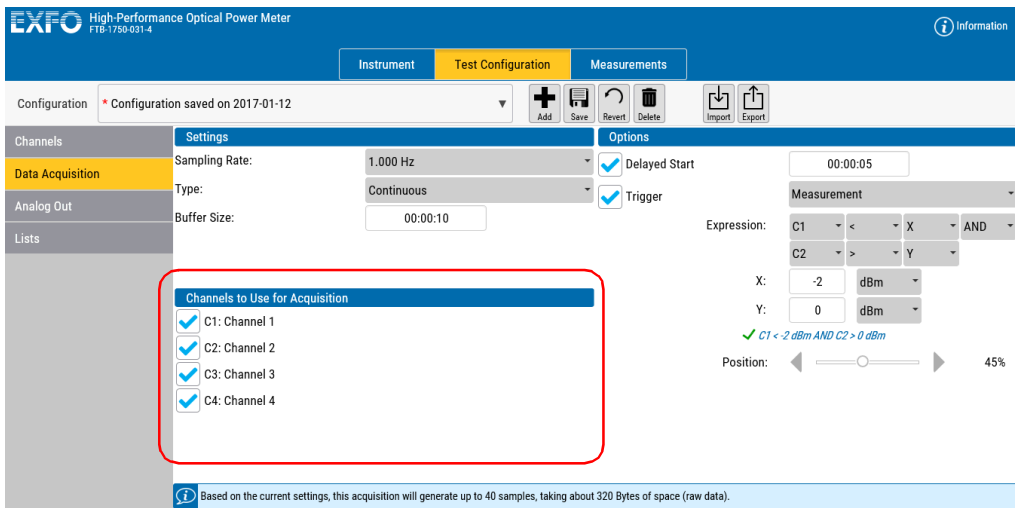 EXFO High-Performance Optical Power Meter
FTB-1750-031-4
Information
Instrument Test Configuration Measurements
Configuration * Configuration saved on 2017-01-12
Add Save Revert Delete Import Export
Channels
Data Acquisition
Analog Out
Lists
Settings
Sampling Rate: 1.000 Hz
Type: Continuous
Buffer Size: 00:00:10
Channels to Use for Acquisition
C1: Channel 1
C2: Channel 2
C3: Channel 3
C4: Channel 4
Options
Delayed Start 00:00:05
Trigger Measurement
Expression: C1 < X AND
C2 > Y
X: -2 dBm
Y: 0 dBm
C1 < -2 dBm AND C2 > 0 dBm
Position: 45%
Based on the current settings, this acquisition will generate up to 40 samples, taking about 320 Bytes of space (raw data).